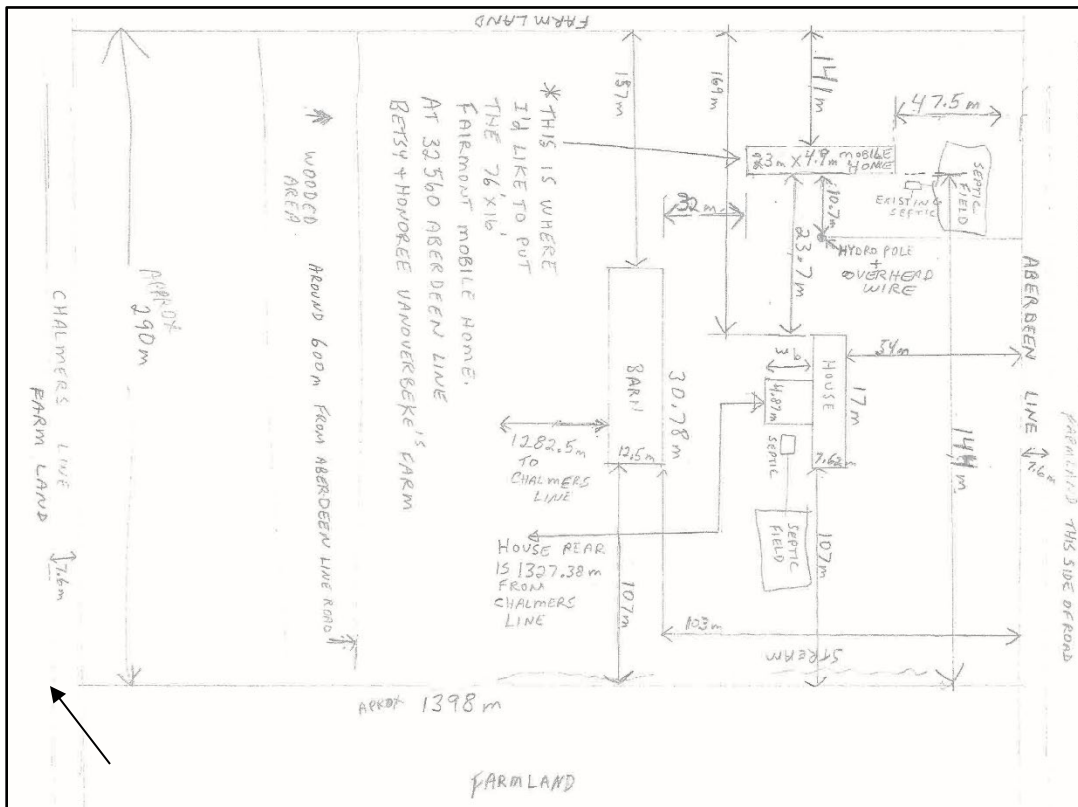 FARMLAND
141m
47.5m
169m
157m
*THIS IS WHERE
I'd LIKE TO PUT
THE 76'X16'
FAIRMONT MOBILE HOME.
AT 32560 ABERDEEN LINE
BETSY + HONOREE VANOVERBEKE'S FARM
3m X 4.9m MOBILE
HOME
SEPTIC
FIELD
EXISTING
SEPTIC
10.7m
32m
23.7m
HYDRO POLE
+
OVERHEAD
WIRE
WOODED
AREA
AROUND 600m FROM ABERDEEN LINE ROAD
APPROX
290m
CHALMERS LINE
FARM LAND
7.6m
ABERDEEN LINE
7.6m
FARMLAND THIS SIDE OF ROAD
34m
HOUSE
17m
7.62m
9m
4.87m
SEPTIC
SEPTIC
FIELD
BARN
30.78m
12.5m
144m
1282.5m
TO
CHALMERS
LINE
HOUSE REAR
IS 1327.38m
FROM
CHALMERS
LINE
107m
107m
103m
STREAM
APROX 1398m
FARMLAND